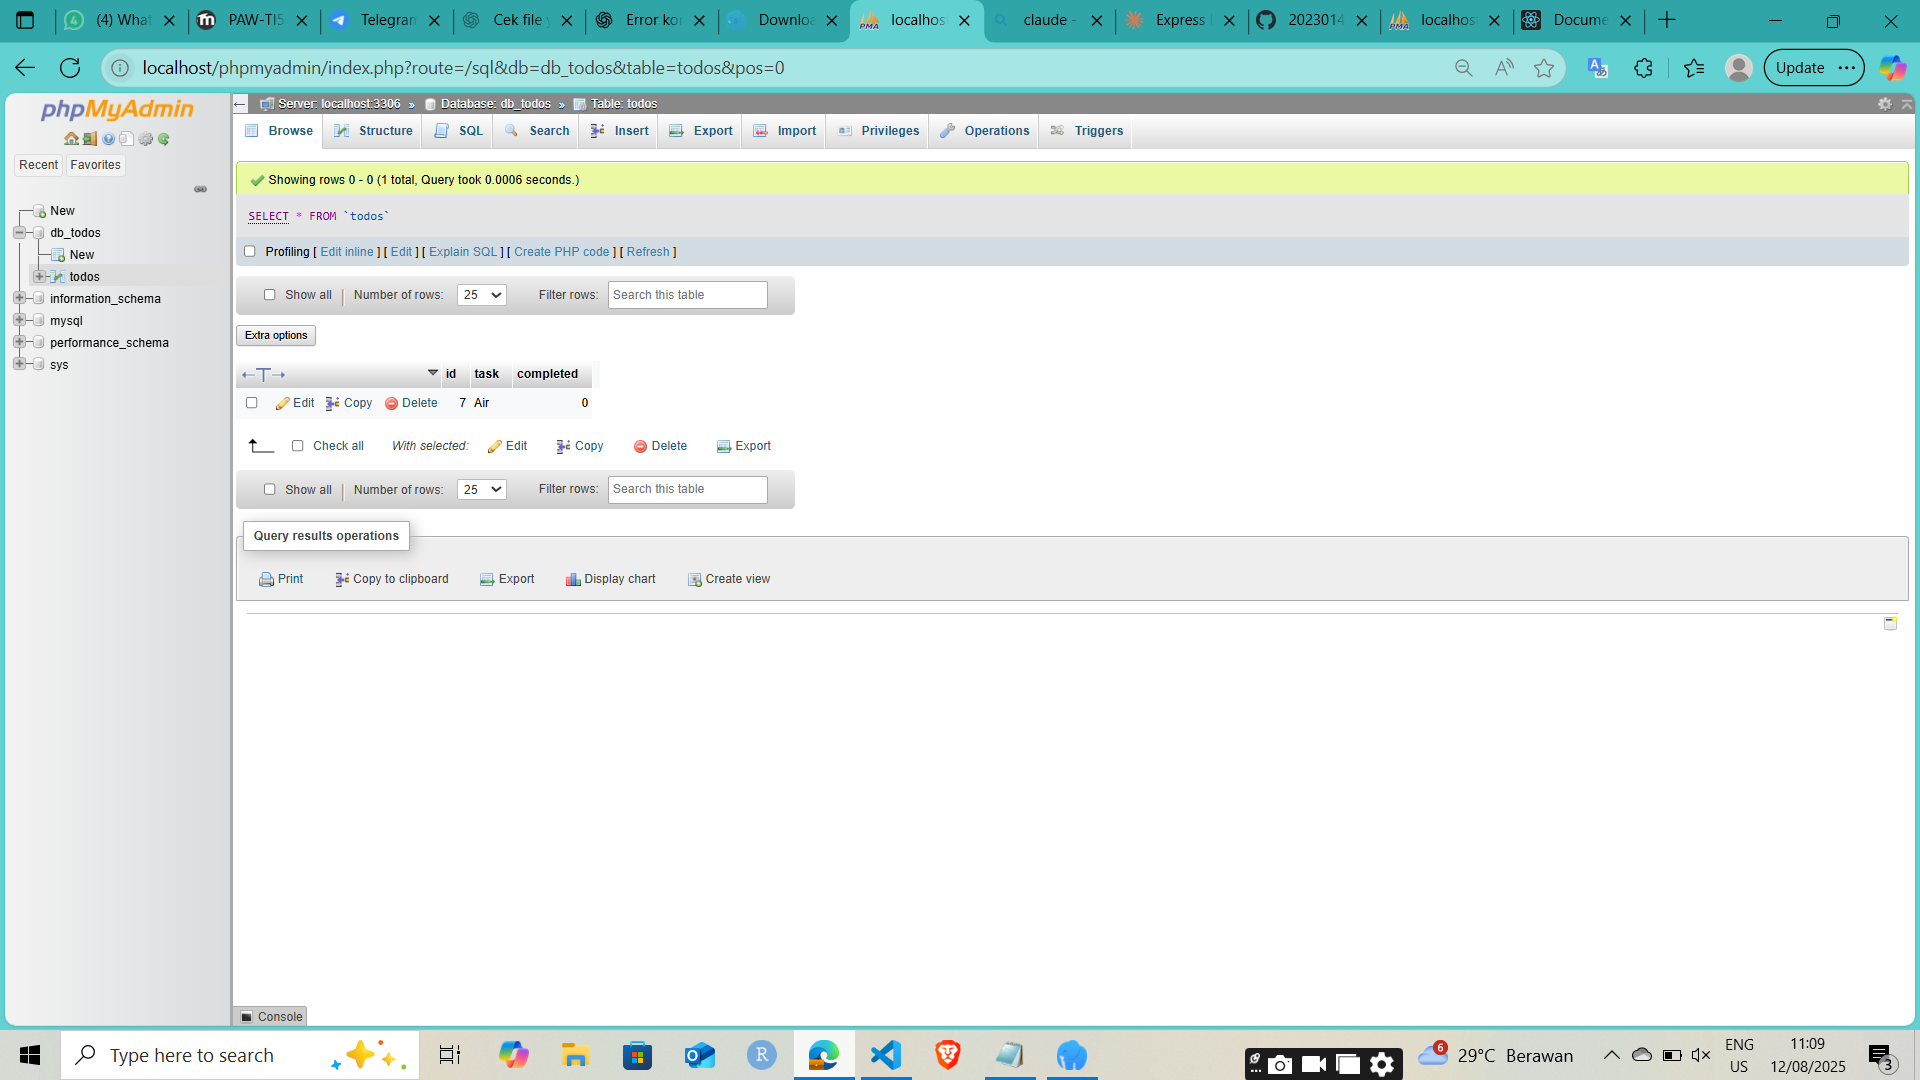 (4) What
PAW-TI5
Telegran
Cek file y
Error kor
Downloa
localhos
claude -
Express
2023014
localhos
Docume
localhost/phpmyadmin/index.php?route=/sql&db=db_todos&table=todos&pos=0
Update
phpMyAdmin
Recent
Favorites
New
db_todos
New
todos
information_schema
mysql
performance_schema
sys
Server: localhost:3306 » Database: db_todos » Table: todos
Browse Structure SQL Search Insert Export Import Privileges Operations Triggers
Showing rows 0 - 0 (1 total, Query took 0.0006 seconds.)
SELECT * FROM `todos`
Profiling [ Edit inline ] [ Edit ] [ Explain SQL ] [ Create PHP code ] [ Refresh ]
Show all | Number of rows: 25 Filter rows: Search this table
Extra options
←T→ id task completed
Edit Copy Delete 7 Air 0
Check all With selected: Edit Copy Delete Export
Show all | Number of rows: 25 Filter rows: Search this table
Query results operations
Print Copy to clipboard Export Display chart Create view
Console
Type here to search
R
6
29°C Berawan
ENG
US
11:09
12/08/2025
3